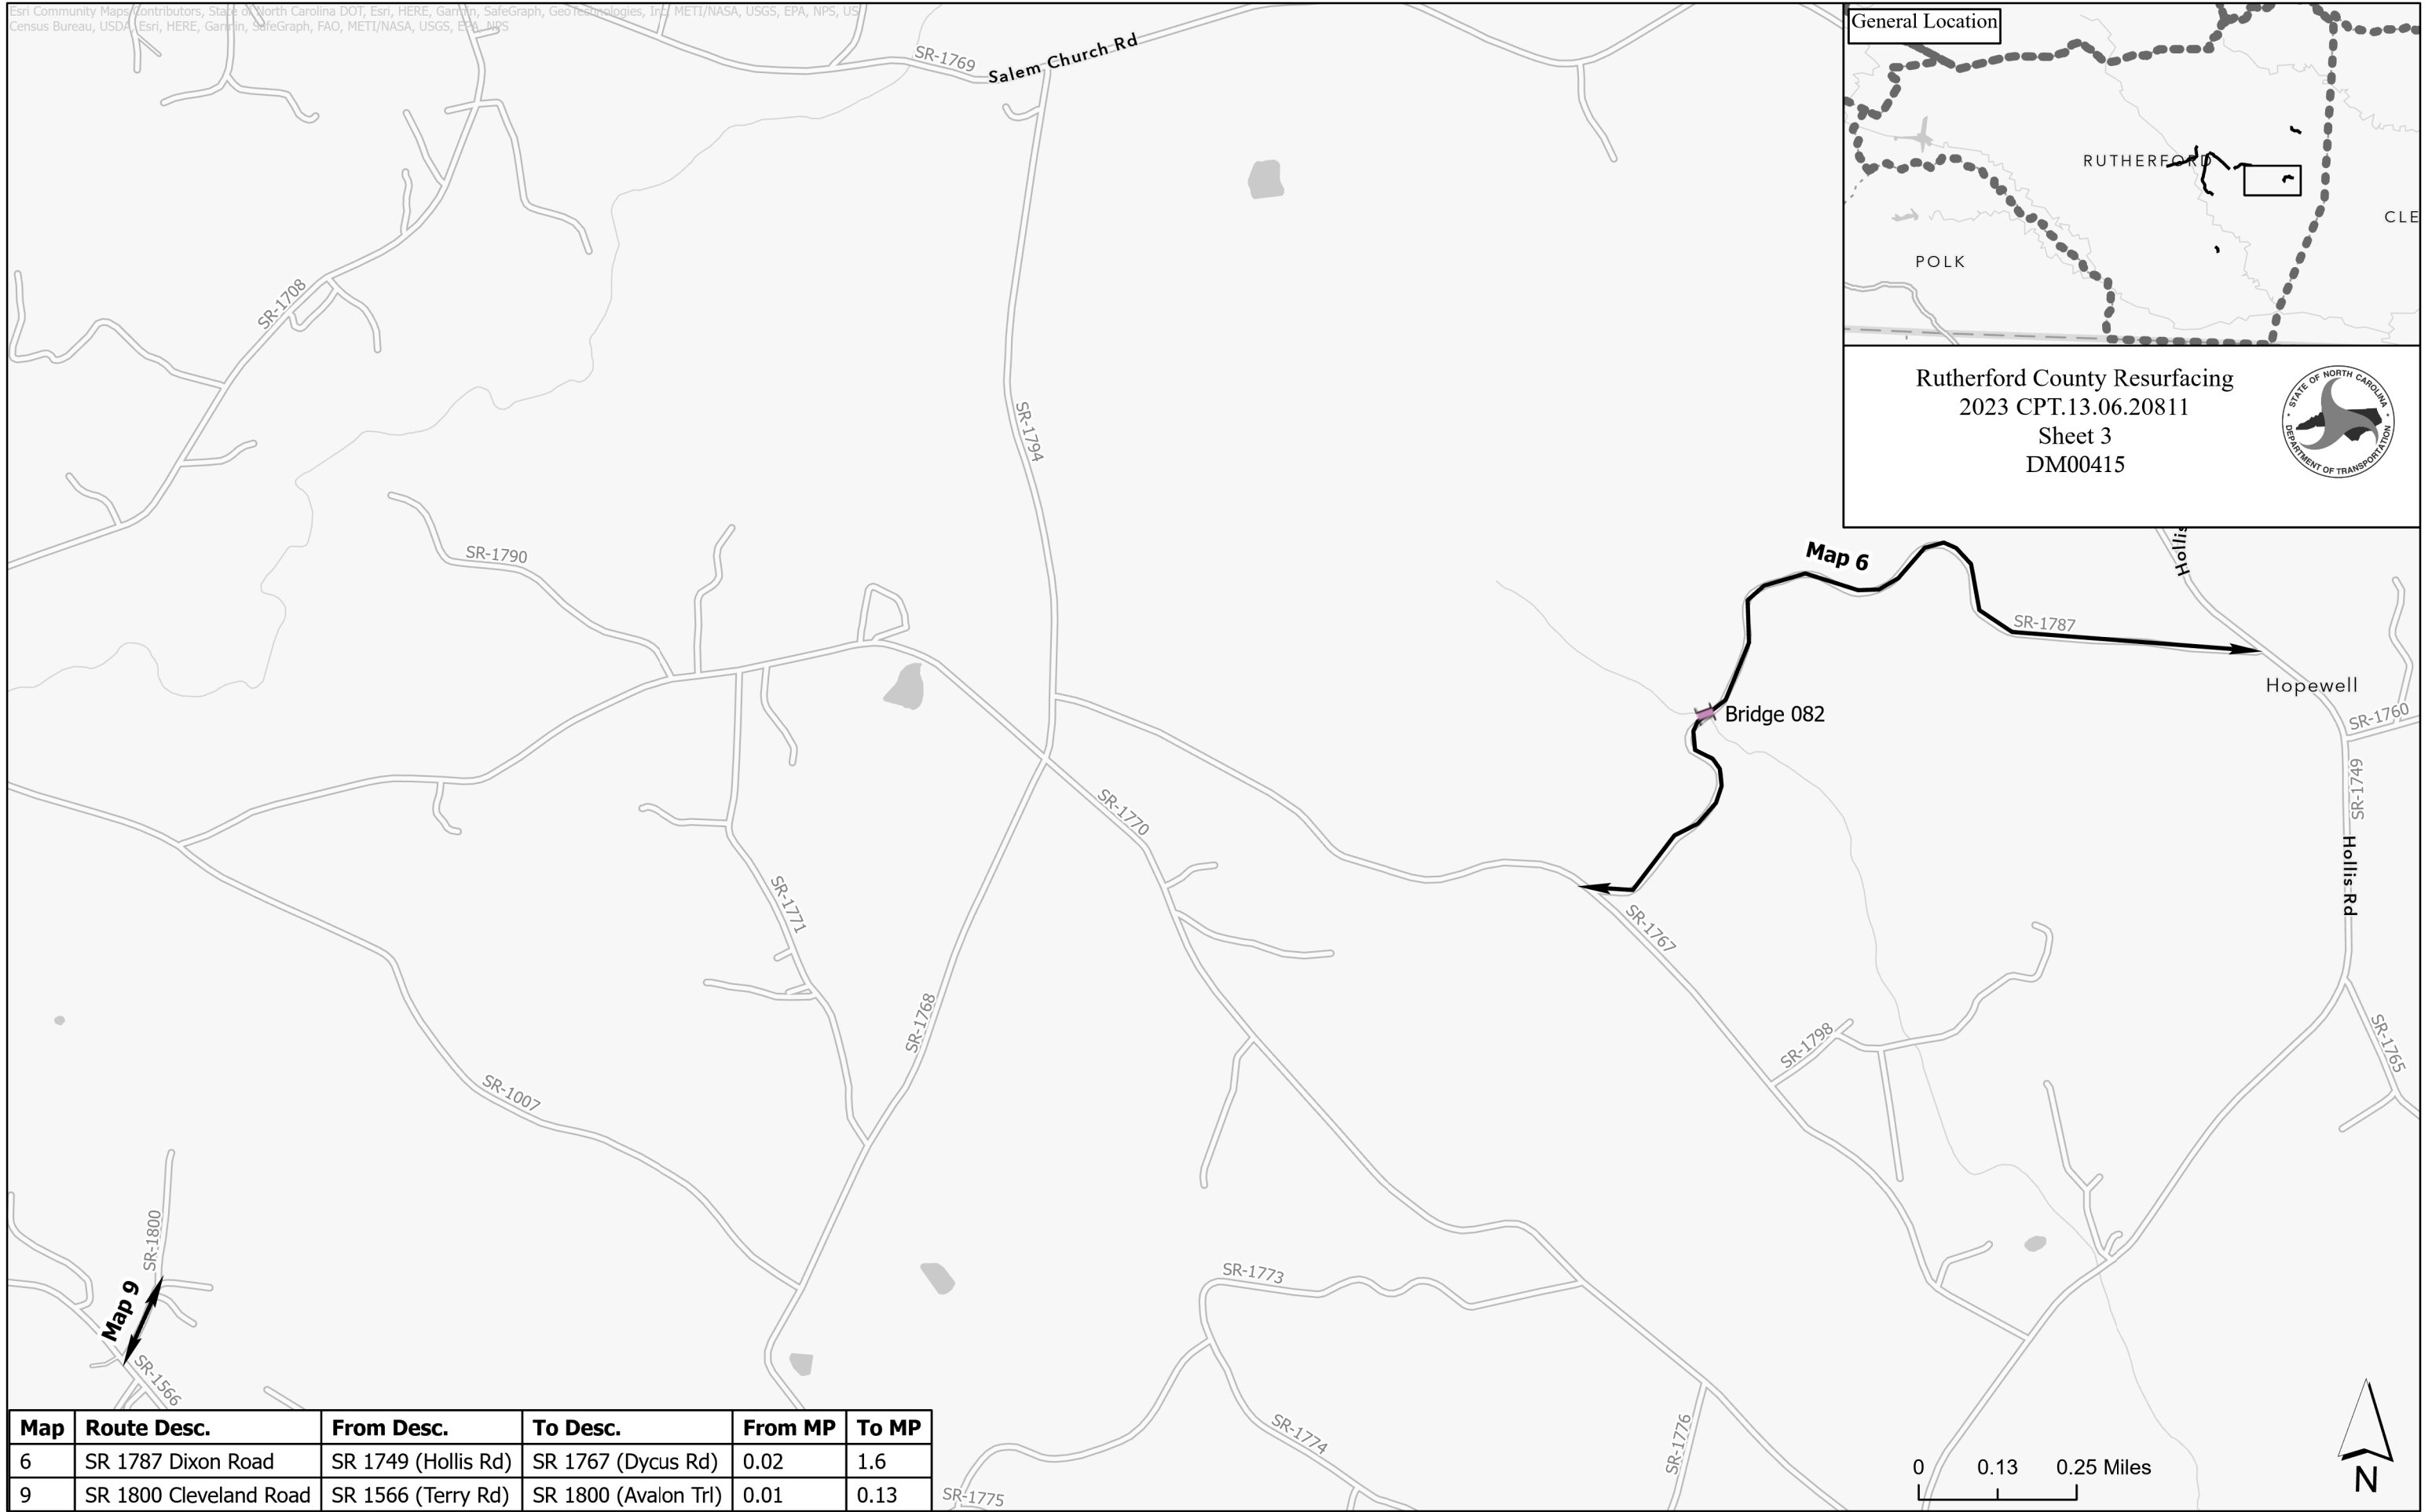 Esri Community Maps Contributors, State of North Carolina DOT, Esri, HERE, Garmin, SafeGraph, GeoTechnologies, Inc, METI/NASA, USGS, EPA, NPS, US
Census Bureau, USDA, Esri, HERE, Garmin, SafeGraph, FAO, METI/NASA, USGS, EPA, NPS
General Location
RUTHERFORD
CLE
POLK
Rutherford County Resurfacing
2023 CPT.13.06.20811
Sheet 3
DM00415
STATE OF NORTH CAROLINA
DEPARTMENT OF TRANSPORTATION
SR-1769
Salem Church Rd
SR-1708
SR-1794
SR-1790
Map 6
Hollis
SR-1787
Hopewell
Bridge 082
SR-1760
SR-1749
Hollis Rd
SR-1770
SR-1771
SR-1767
SR-1768
SR-1798
SR-1765
SR-1007
SR-1800
Map 9
SR-1566
SR-1773
SR-1774
SR-1776
SR-1775
Map Route Desc. From Desc. To Desc. From MP To MP
6 SR 1787 Dixon Road SR 1749 (Hollis Rd) SR 1767 (Dycus Rd) 0.02 1.6
9 SR 1800 Cleveland Road SR 1566 (Terry Rd) SR 1800 (Avalon Trl) 0.01 0.13
0 0.13 0.25 Miles
N